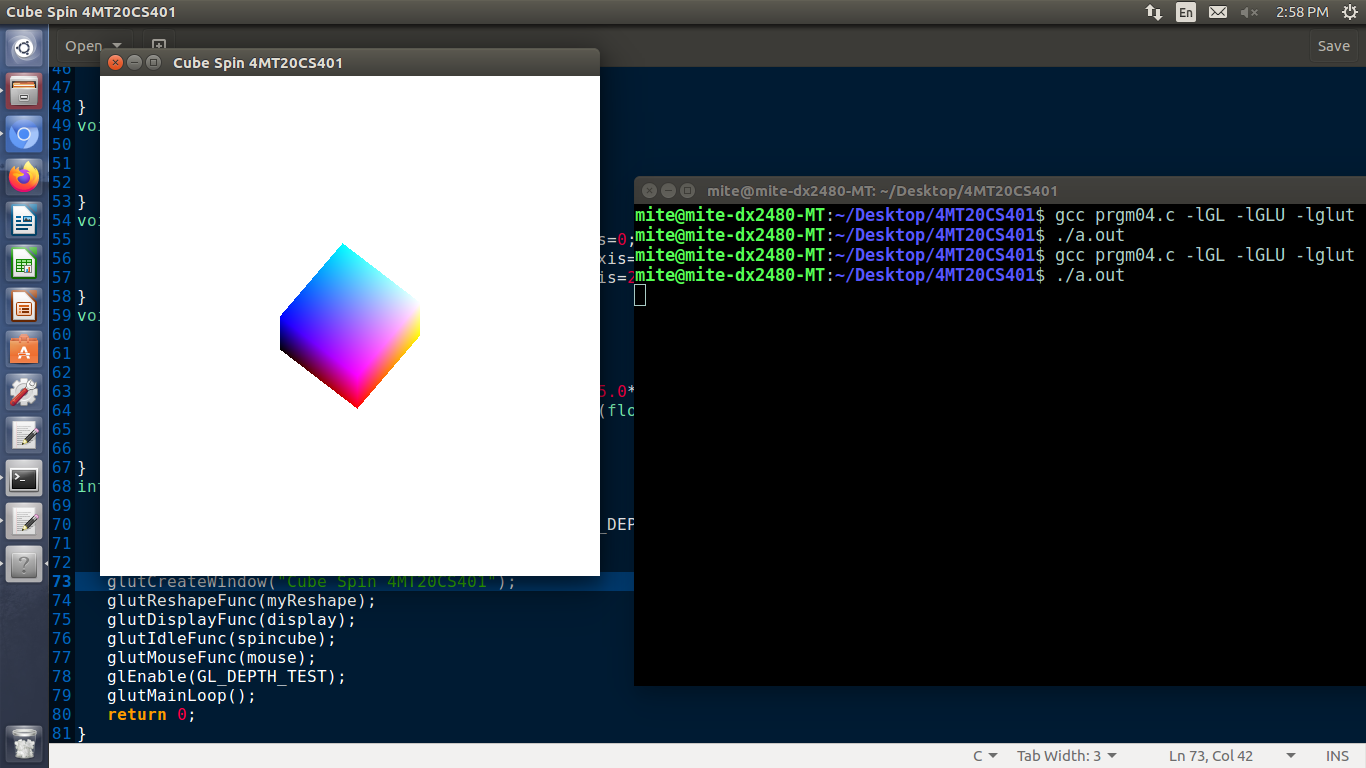 Cube Spin 4MT20CS401
En
2:58 PM
Open
Save
Cube Spin 4MT20CS401
46
47
48 }
49 voi
50
51
52
53 }
54 voi
55 s=0;
56 xis=
57 is=2
58 }
59 voi
60
61
62
63 5.0*
64 (flo
65
66
67 }
68 int
69
70 _DEP
71
72
73 glutCreateWindow("Cube Spin 4MT20CS401");
74 glutReshapeFunc(myReshape);
75 glutDisplayFunc(display);
76 glutIdleFunc(spincube);
77 glutMouseFunc(mouse);
78 glEnable(GL_DEPTH_TEST);
79 glutMainLoop();
80 return 0;
81 }
mite@mite-dx2480-MT: ~/Desktop/4MT20CS401
mite@mite-dx2480-MT:~/Desktop/4MT20CS401$ gcc prgm04.c -lGL -lGLU -lglut
mite@mite-dx2480-MT:~/Desktop/4MT20CS401$ ./a.out
mite@mite-dx2480-MT:~/Desktop/4MT20CS401$ gcc prgm04.c -lGL -lGLU -lglut
mite@mite-dx2480-MT:~/Desktop/4MT20CS401$ ./a.out
C Tab Width: 3 Ln 73, Col 42 INS